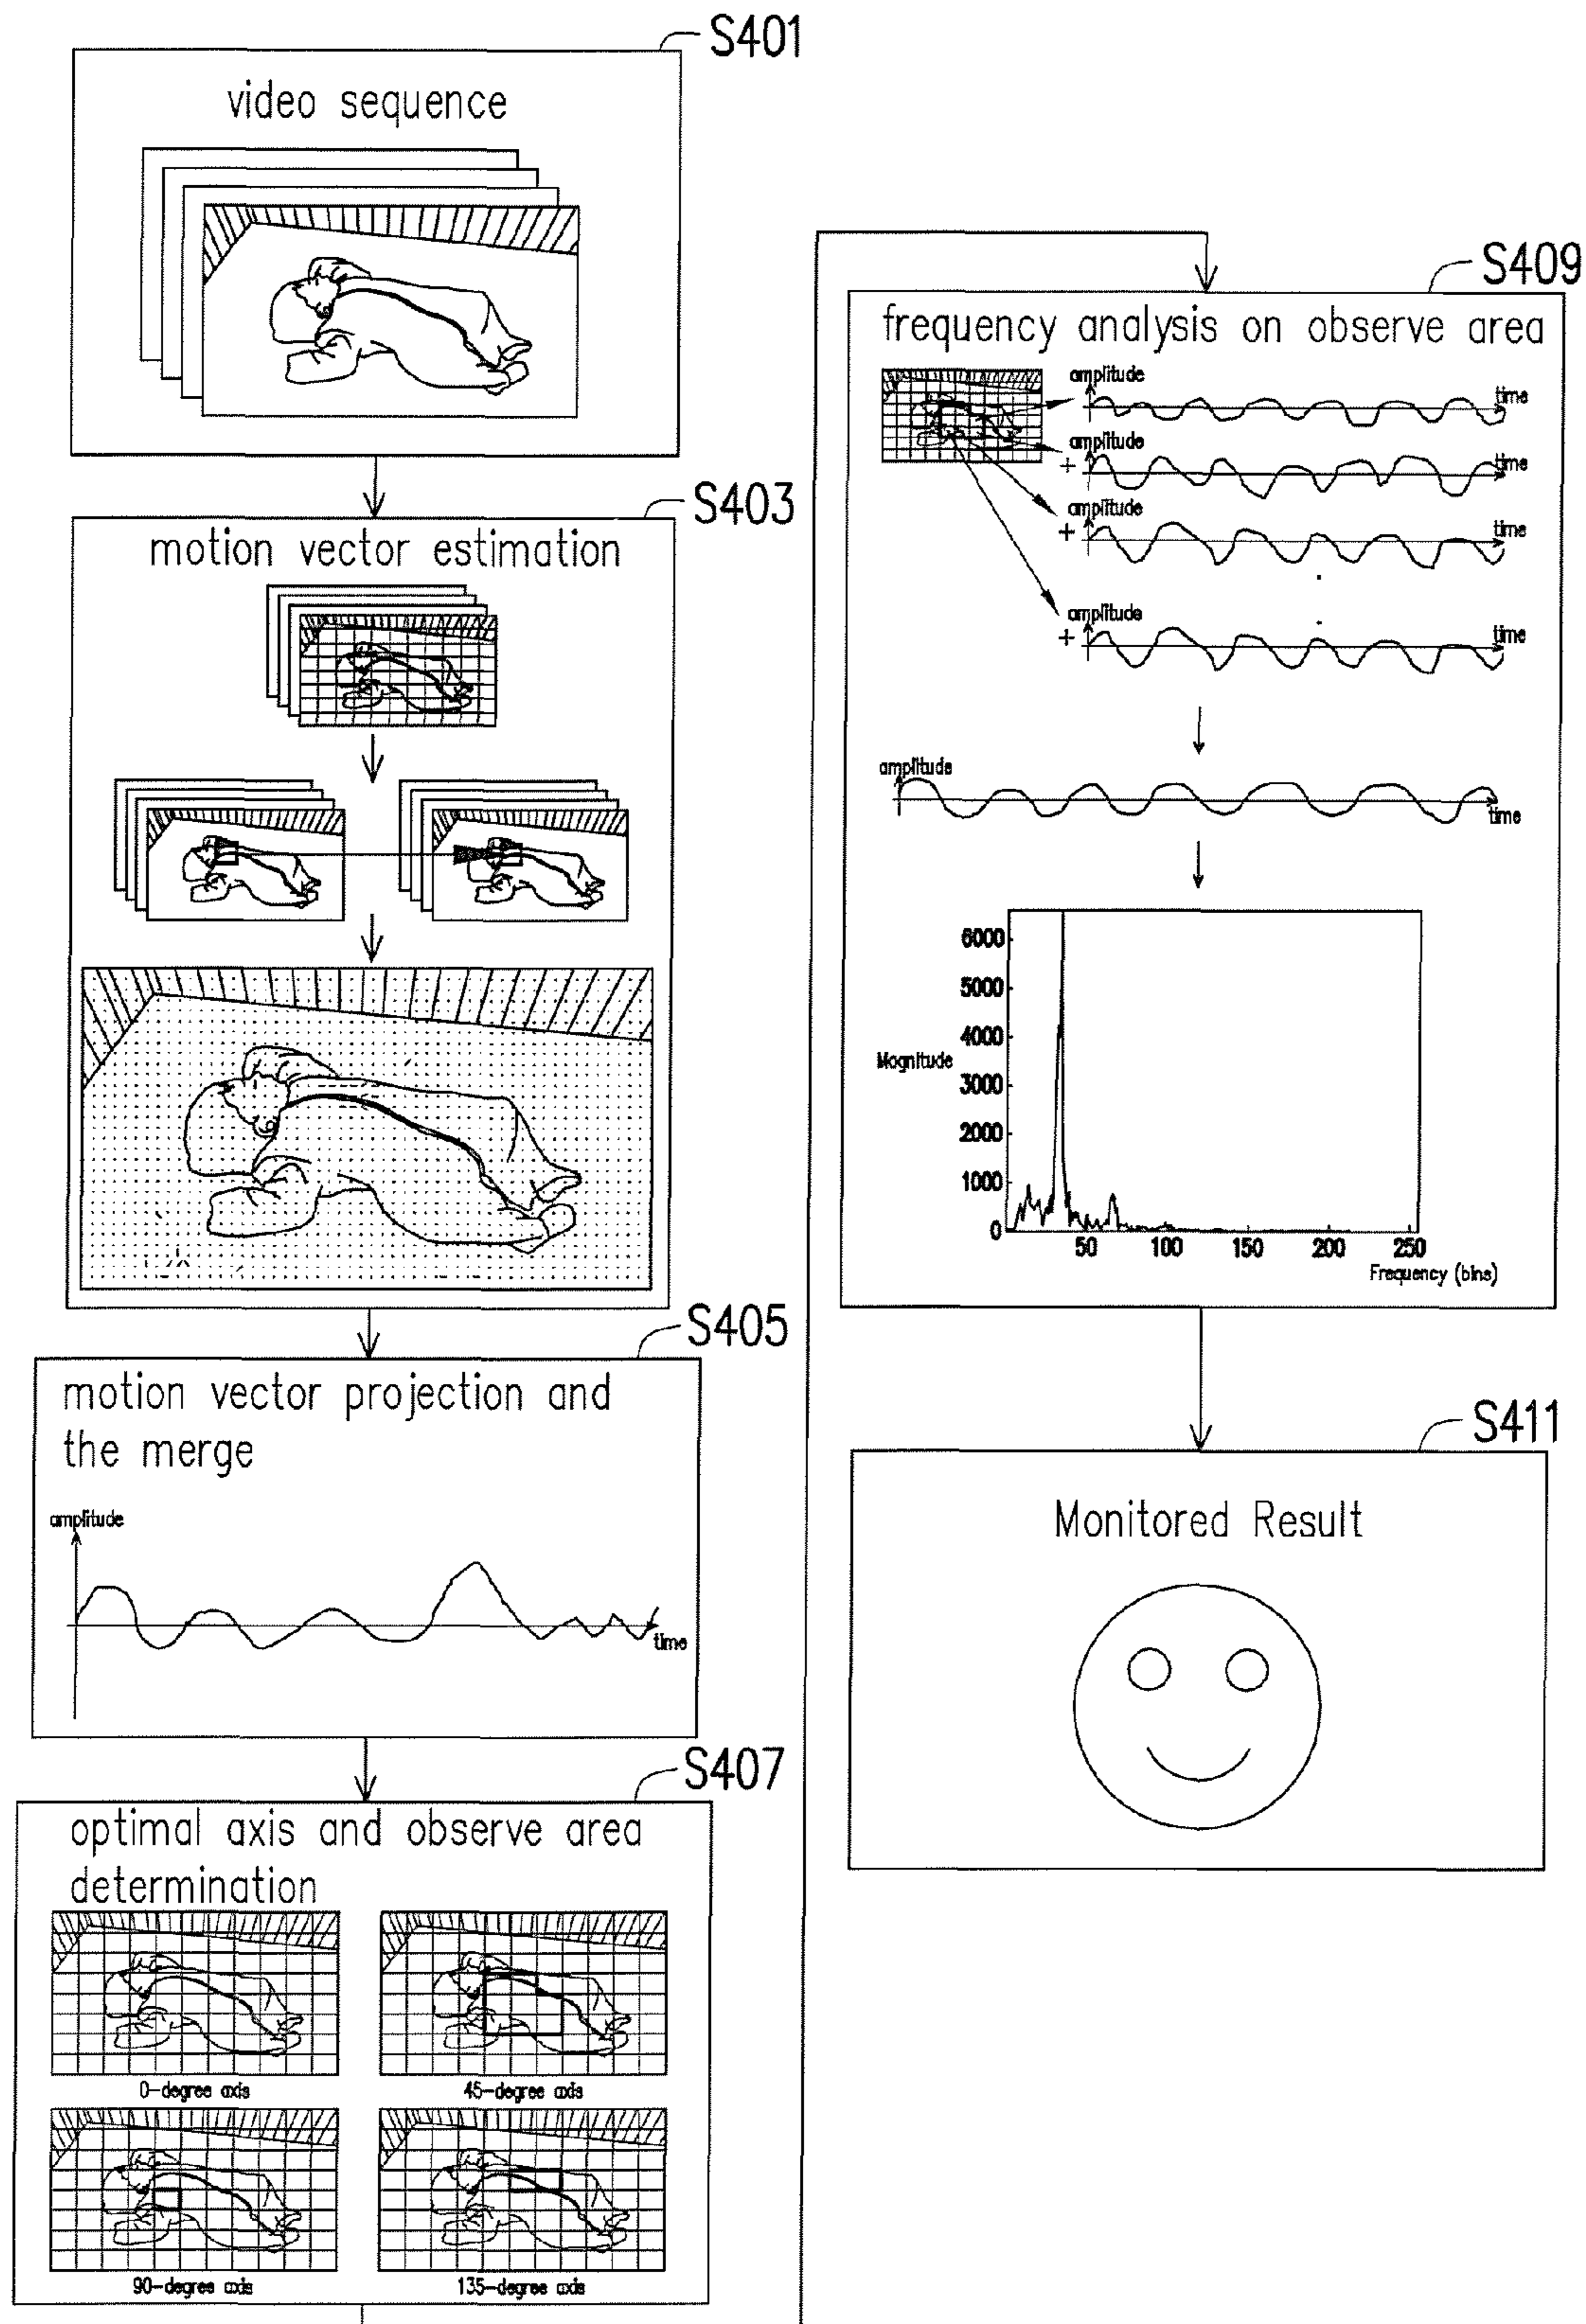 S401
video sequence
S403
motion vector estimation
S405
motion vector projection and
the merge
amplitude
time
S407
optimal axis and observe area
determination
0-degree axis
45-degree axis
90-degree axis
135-degree axis
S409
frequency analysis on observe area
amplitude
time
+
amplitude
time
+
amplitude
time
+
amplitude
time
amplitude
time
6000
5000
4000
Mognitude
3000
2000
1000
0
50 100 150 200 250
Frequency (bins)
S411
Monitored Result